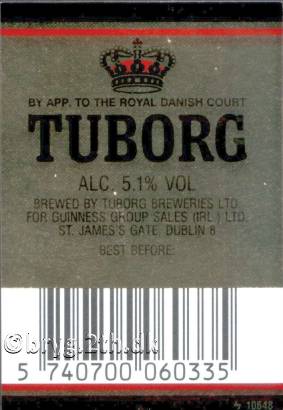 BY APP. TO THE ROYAL DANISH COURT
TUBORG
ALC. 5.1% VOL
BREWED BY TUBORG BREWERIES LTD
FOR GUINNESS GROUP SALES (IRL) LTD.
ST. JAMES'S GATE. DUBLIN 8
BEST BEFORE:
©bryg.2th.dk
5 740700 060335
10548